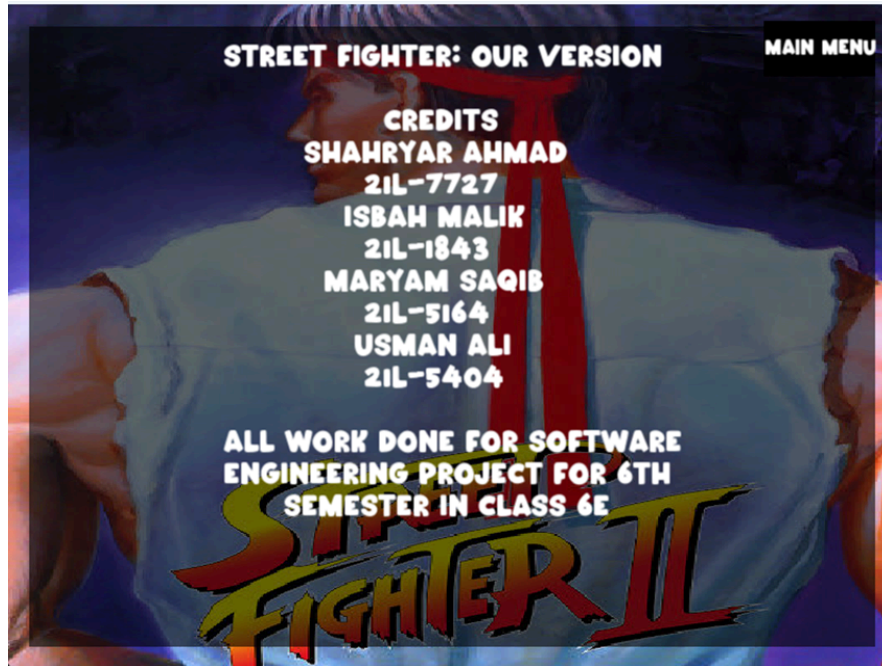 STREET FIGHTER: OUR VERSION
MAIN MENU
CREDITS
SHAHRYAR AHMAD
21L-7727
ISBAH MALIK
21L-1843
MARYAM SAQIB
21L-5164
USMAN ALI
21L-5404
ALL WORK DONE FOR SOFTWARE
ENGINEERING PROJECT FOR 6TH
SEMESTER IN CLASS 6E
STREET
FIGHTER II